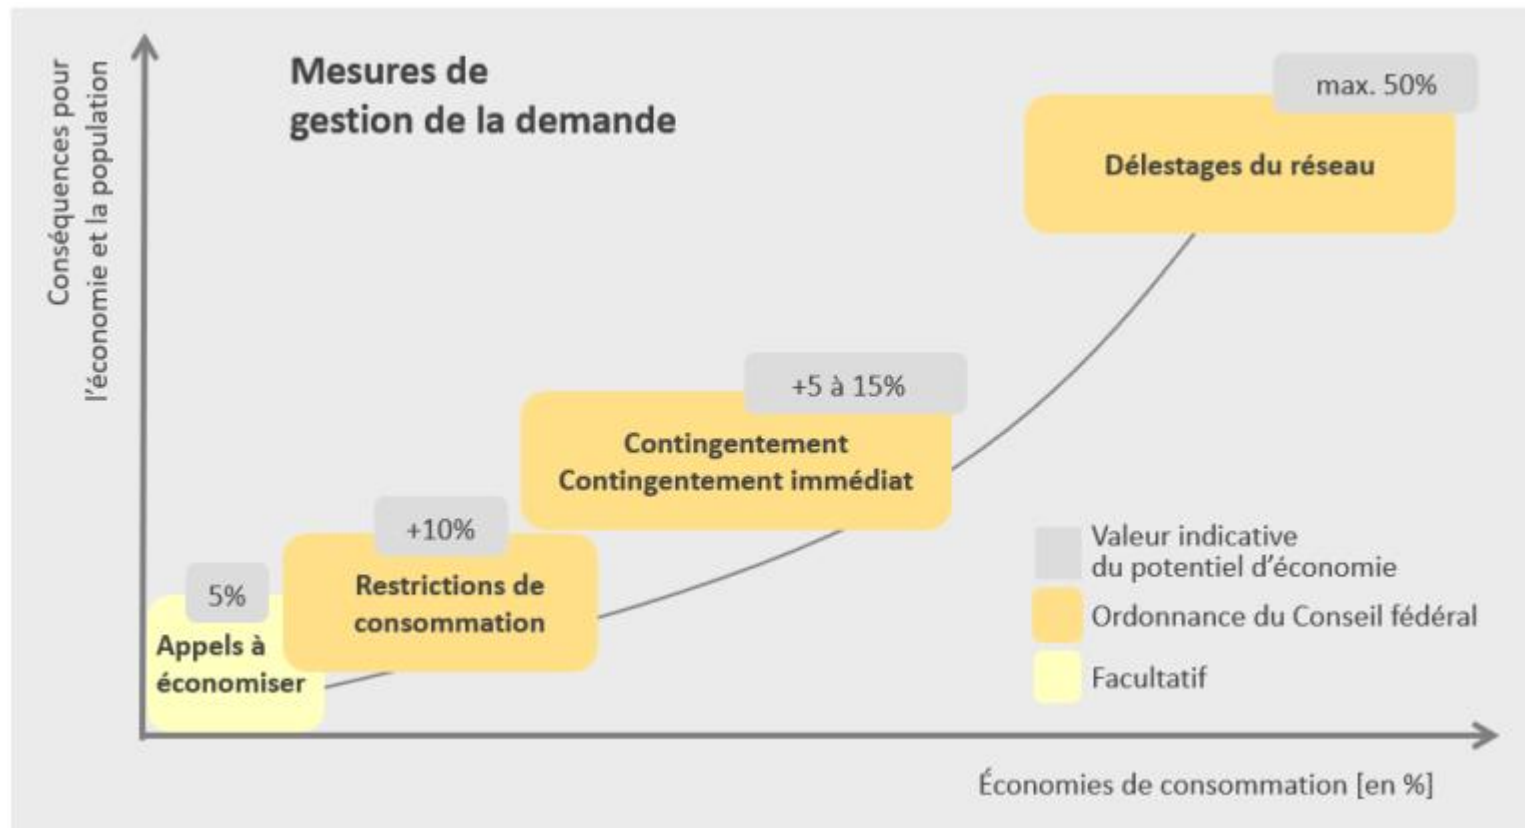 Mesures de
gestion de la demande
Conséquences pour
l'économie et la population
max. 50%
Délestages du réseau
+5 à 15%
Contingentement
Contingentement immédiat
+10%
Restrictions de
consommation
5%
Appels à
économiser
Valeur indicative
du potentiel d'économie
Ordonnance du Conseil fédéral
Facultatif
Économies de consommation [en %]